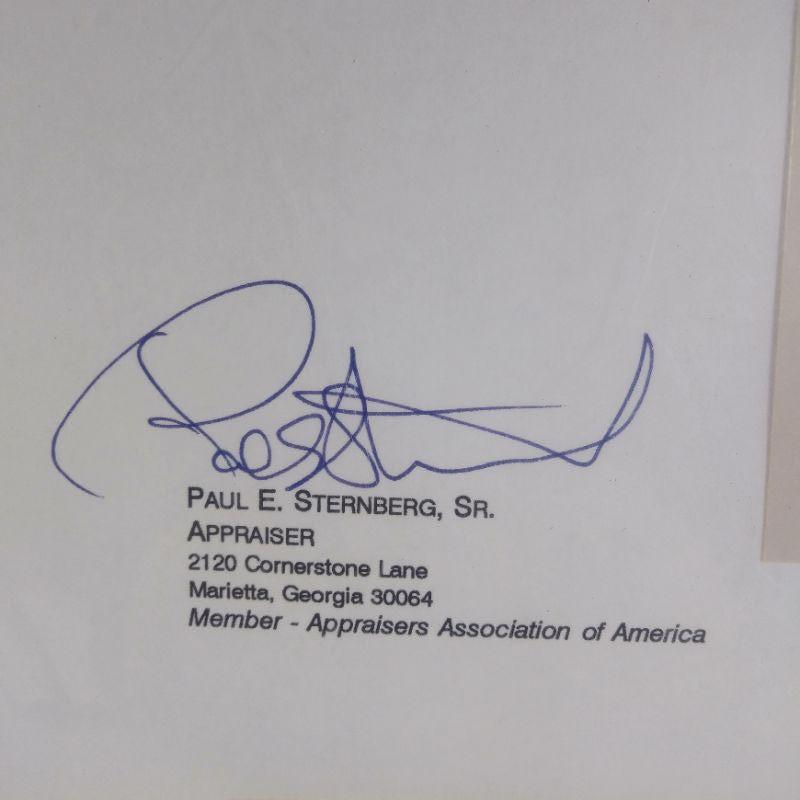 PAUL E. STERNBERG, SR.
APPRAISER
2120 Cornerstone Lane
Marietta, Georgia 30064
Member - Appraisers Association of America